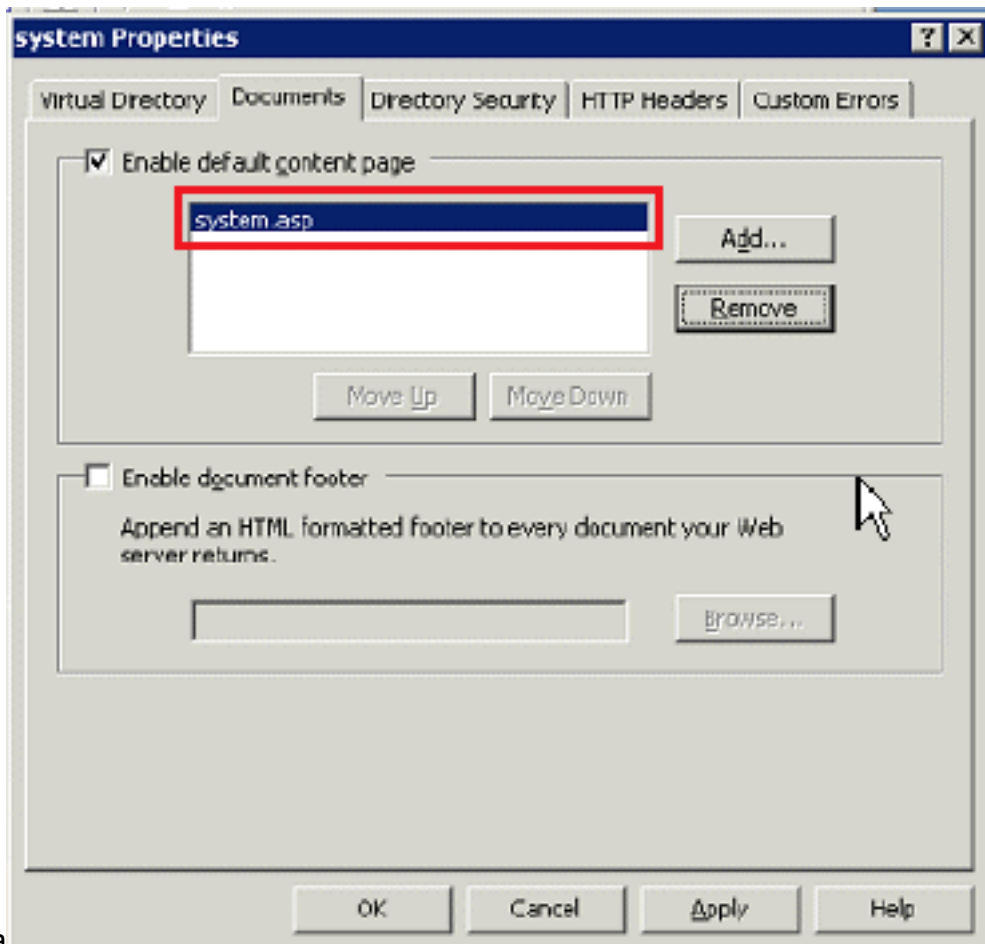 system Properties
Virtual Directory Documents Directory Security HTTP Headers Custom Errors
Enable default content page
system.asp
Add...
Remove
Move Up Move Down
Enable document footer
Append an HTML formatted footer to every document your Web
server returns.
Browse...
OK Cancel Apply Help